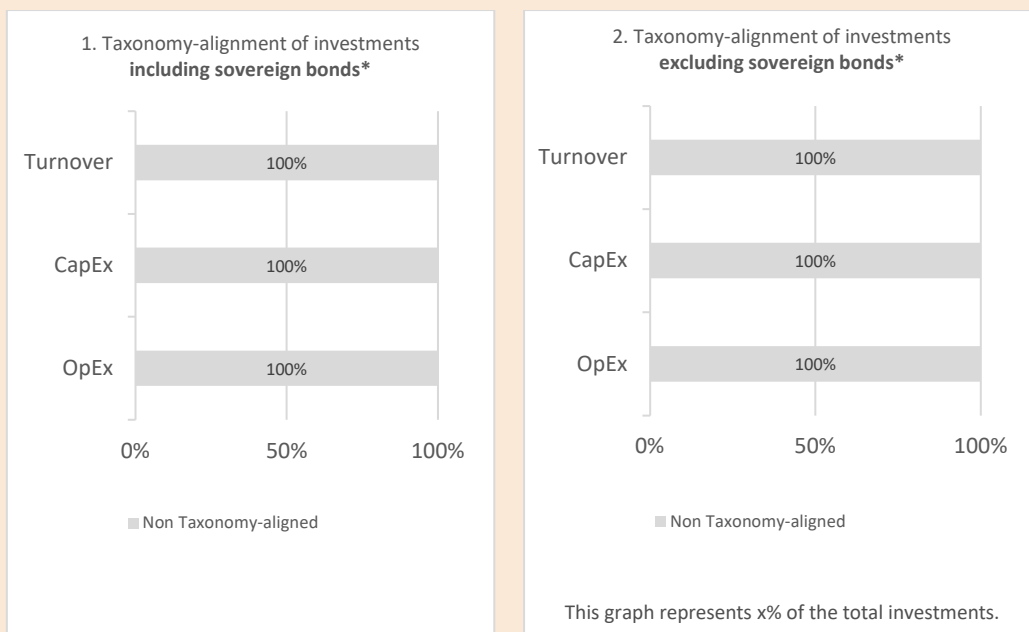 1. Taxonomy-alignment of investments
including sovereign bonds*
Turnover
100%
CapEx
100%
OpEx
100%
0%
50%
100%
Non Taxonomy-aligned
2. Taxonomy-alignment of investments
excluding sovereign bonds*
Turnover
100%
CapEx
100%
OpEx
100%
0%
50%
100%
Non Taxonomy-aligned
This graph represents x% of the total investments.